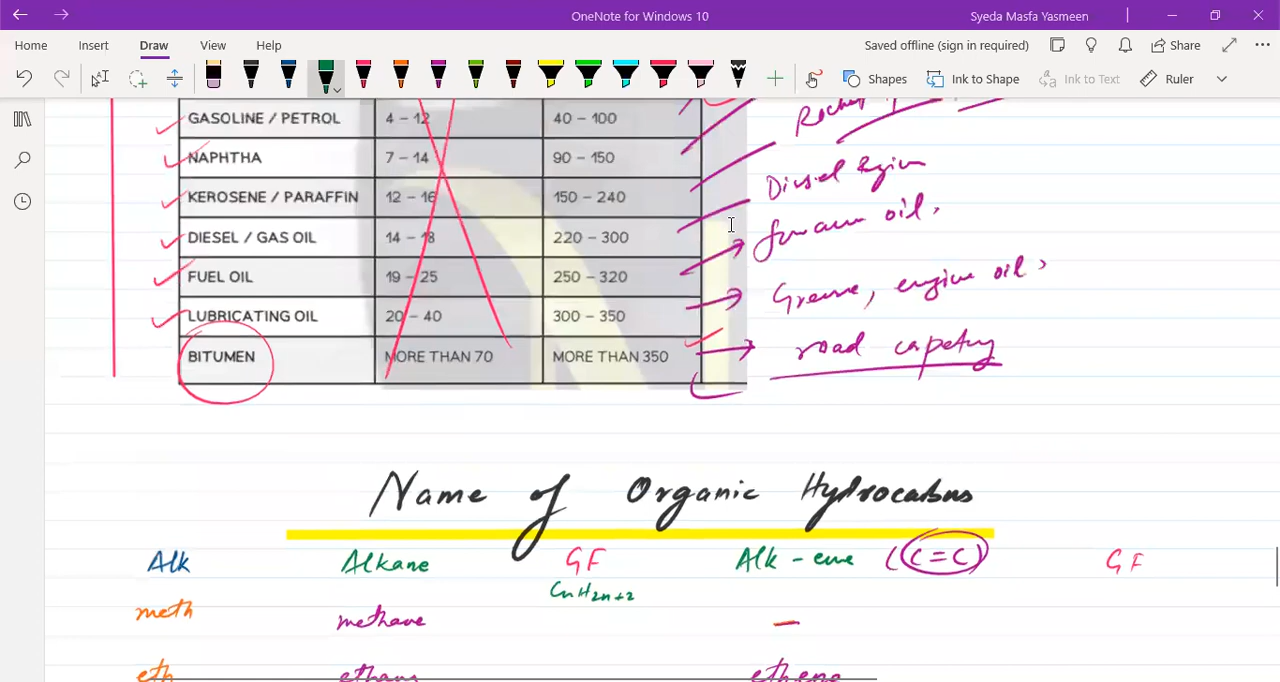 OneNote for Windows 10
Syeda Masfa Yasmeen
Home Insert Draw View Help
Saved offline (sign in required) Share
Shapes Ink to Shape Ink to Text Ruler
GASOLINE / PETROL 4 – 12 40 – 100
NAPHTHA 7 – 14 90 – 150
KEROSENE / PARAFFIN 12 – 16 150 – 240
Diesel Engine
DIESEL / GAS OIL 14 – 18 220 – 300
oil,
FUEL OIL 19 – 25 250 – 320
Grease, engine oil,
LUBRICATING OIL 20 – 40 300 – 350
BITUMEN MORE THAN 70 MORE THAN 350
road
Name of Organic
Alk Alkane GF Alk - ene (C=C) GF
CnH2n+2
meth methane –
eth ethane ethene